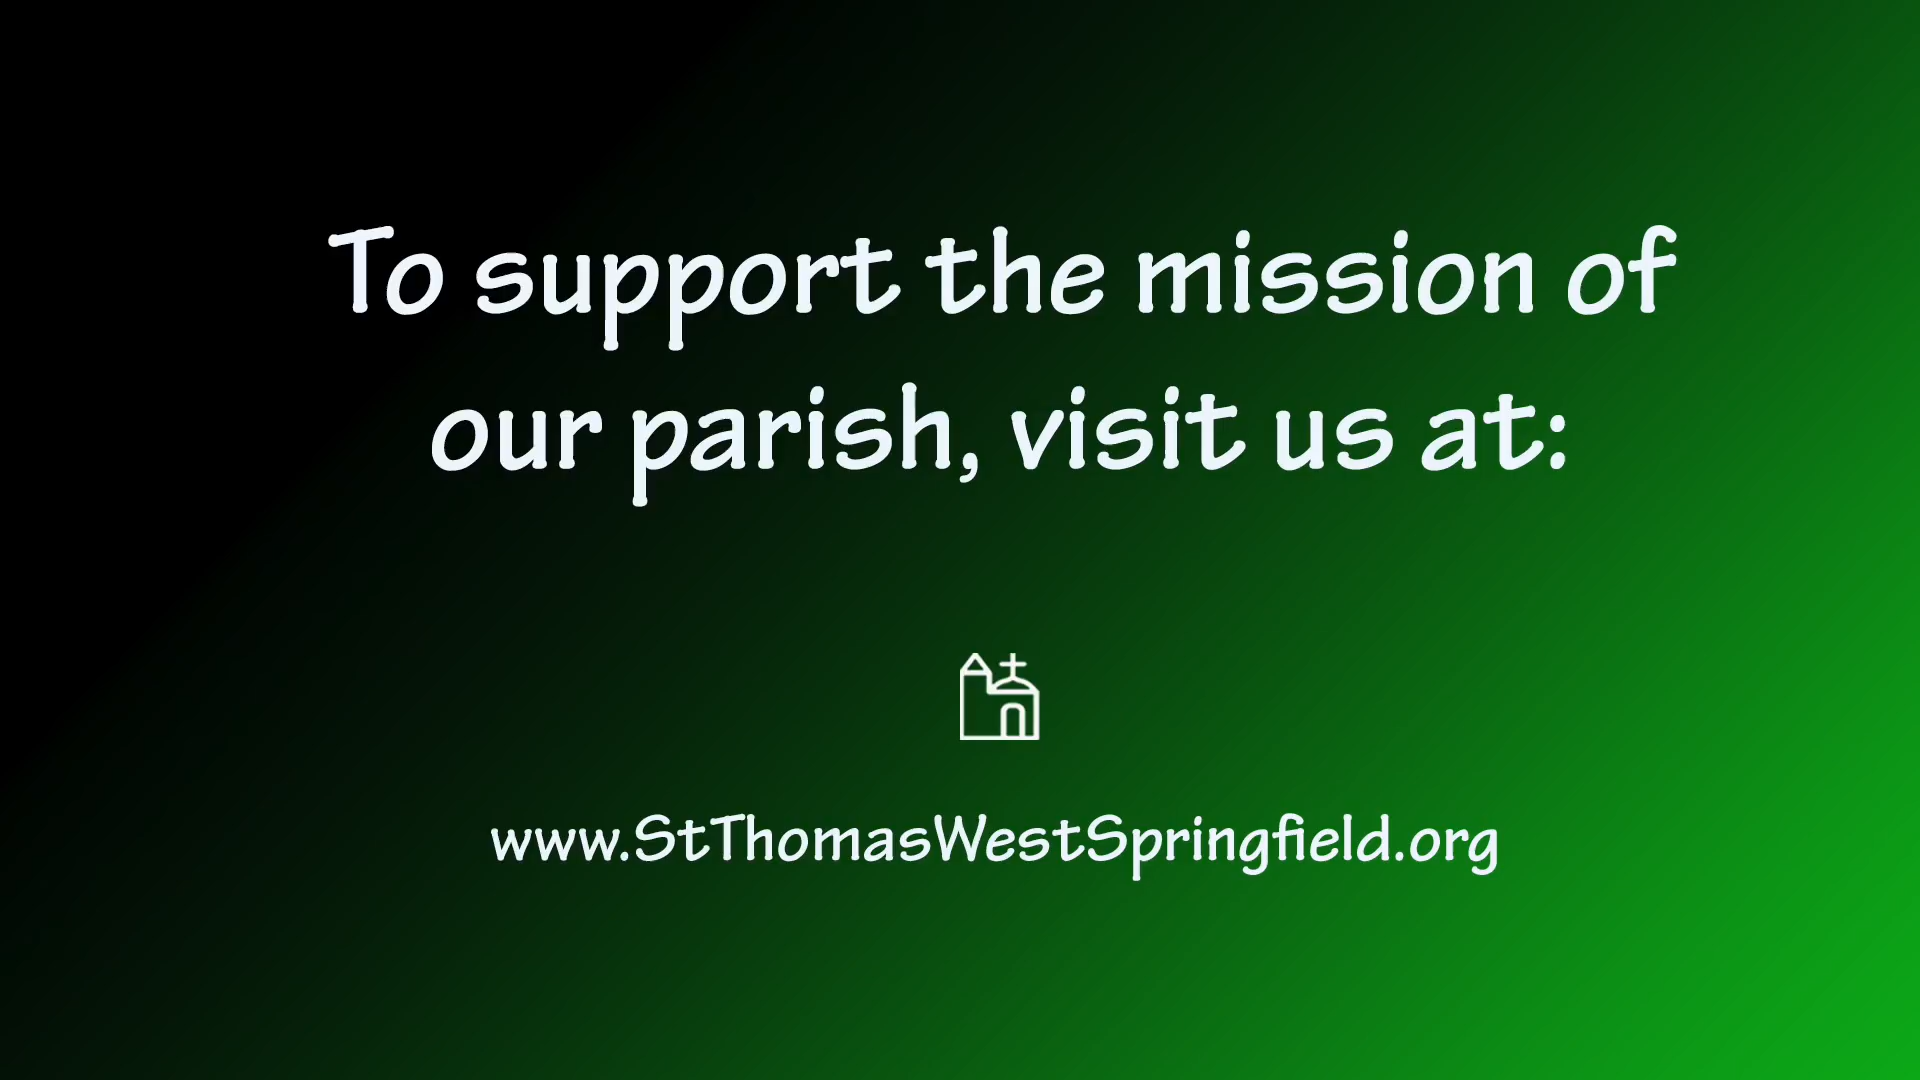 To support the mission of
our parish, visit us at:
www.StThomasWestSpringfield.org